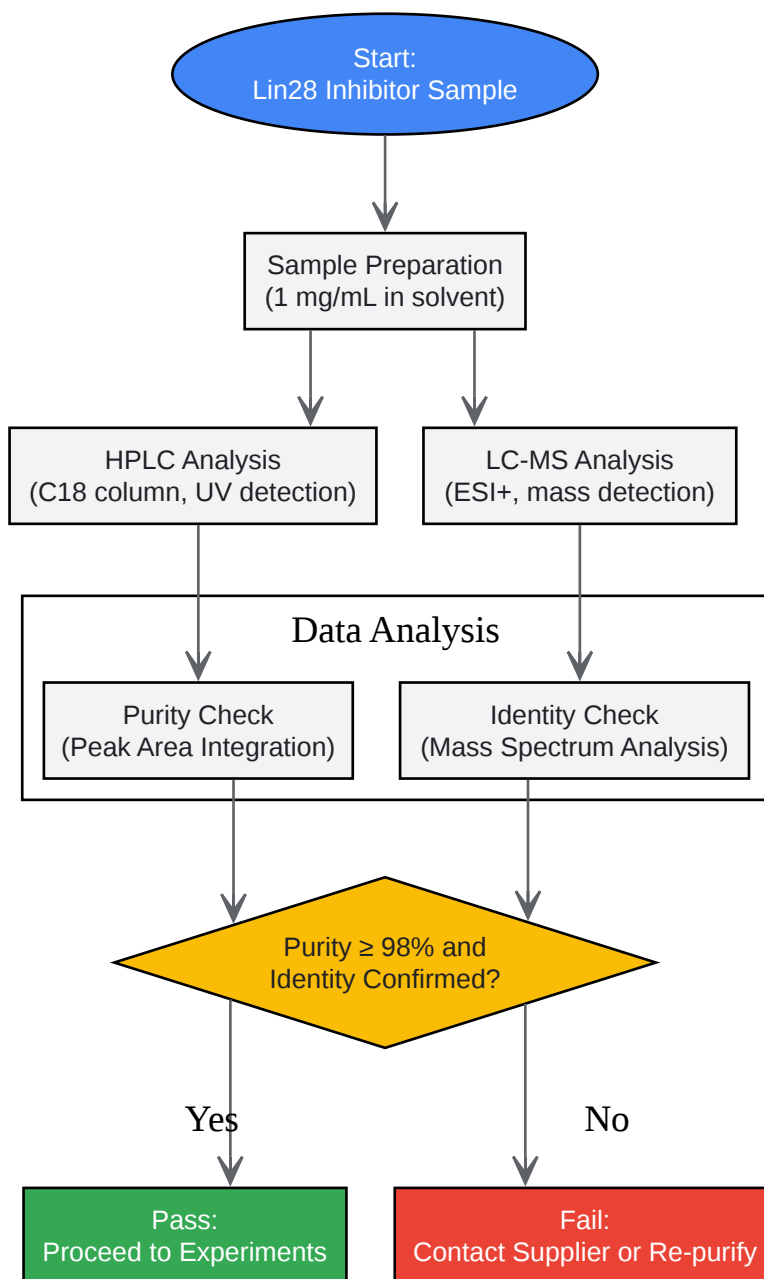 Start:
Lin28 Inhibitor Sample
Sample Preparation
(1 mg/mL in solvent)
HPLC Analysis
(C18 column, UV detection)
LC-MS Analysis
(ESI+, mass detection)
Data Analysis
Purity Check
(Peak Area Integration)
Identity Check
(Mass Spectrum Analysis)
Purity ≥ 98% and
Identity Confirmed?
Yes
No
Pass:
Proceed to Experiments
Fail:
Contact Supplier or Re-purify